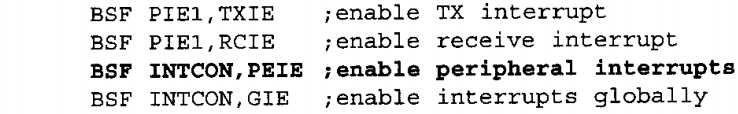 BSF PIE1,TXIE ;enable TX interrupt
BSF PIE1,RCIE ;enable receive interrupt
BSF INTCON,PEIE ;enable peripheral interrupts
BSF INTCON,GIE ;enable interrupts globally